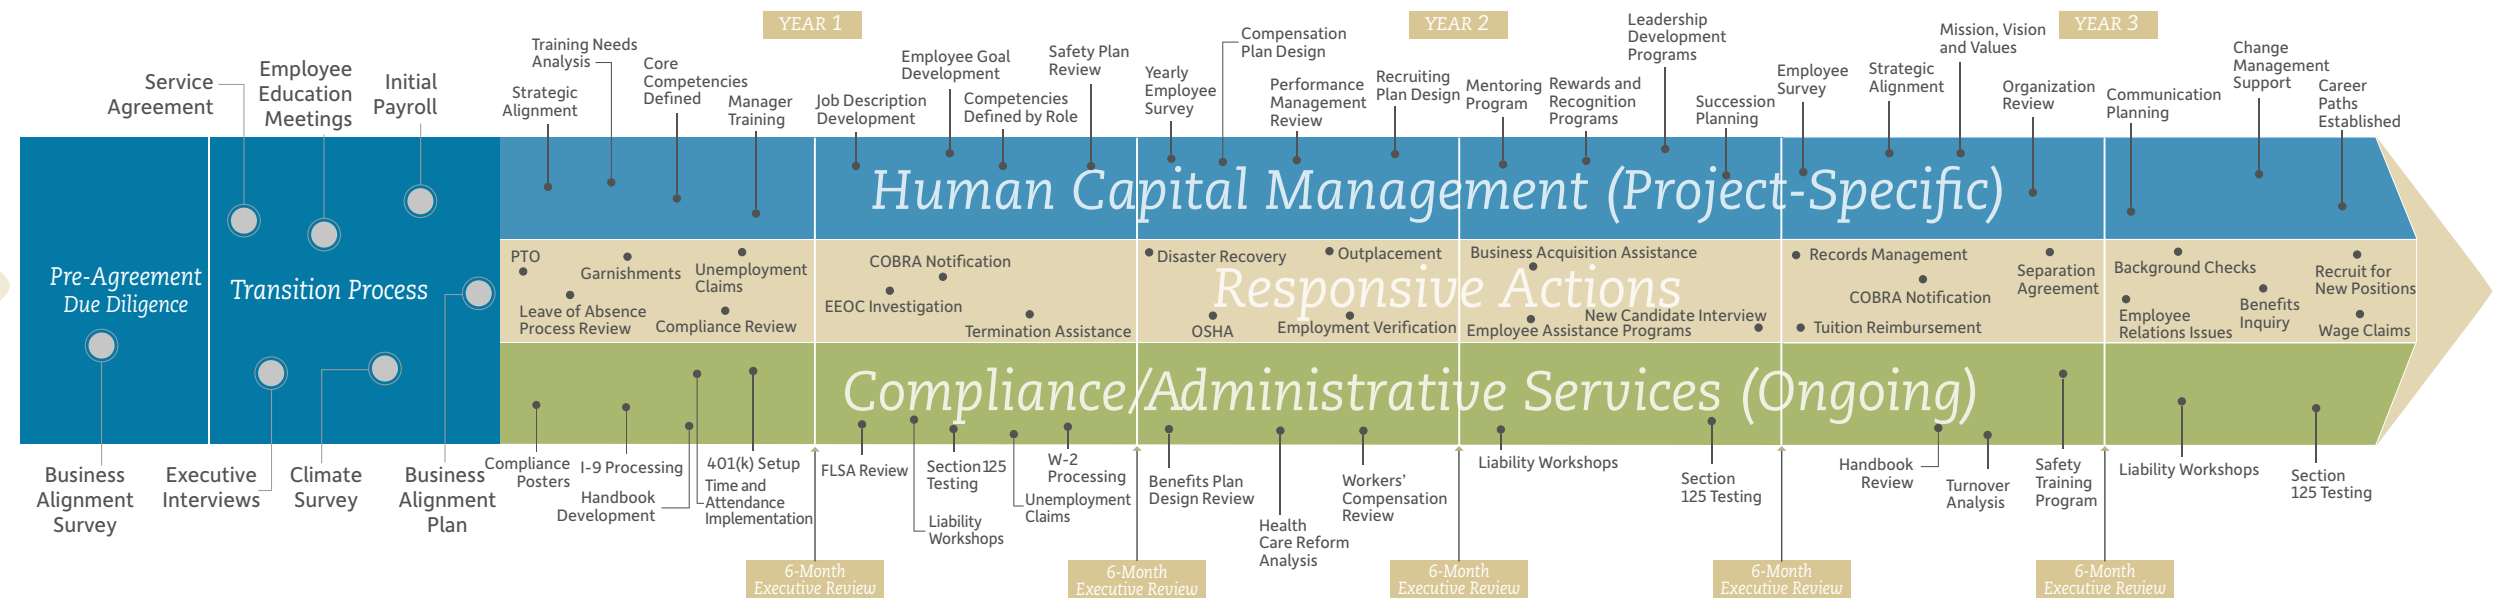 YEAR 1
YEAR 2
YEAR 3
Service
Agreement
Employee
Education
Meetings
Initial
Payroll
Strategic
Alignment
Training Needs
Analysis
Core
Competencies
Defined
Manager
Training
Job Description
Development
Employee Goal
Development
Competencies
Defined by Role
Safety Plan
Review
Yearly
Employee
Survey
Compensation
Plan Design
Performance
Management
Review
Recruiting
Plan Design
Mentoring
Program
Rewards and
Recognition
Programs
Leadership
Development
Programs
Succession
Planning
Employee
Survey
Strategic
Alignment
Mission, Vision
and Values
Organization
Review
Communication
Planning
Change
Management
Support
Career
Paths
Established
Human Capital Management (Project-Specific)
Pre-Agreement
Due Diligence
Transition Process
PTO
Garnishments
Unemployment
Claims
Leave of Absence
Process Review
Compliance Review
COBRA Notification
EEOC Investigation
Termination Assistance
Disaster Recovery
Outplacement
Responsive Actions
OSHA
Employment Verification
Business Acquisition Assistance
New Candidate Interview
Employee Assistance Programs
Records Management
COBRA Notification
Tuition Reimbursement
Separation
Agreement
Background Checks
Employee
Relations Issues
Benefits
Inquiry
Recruit for
New Positions
Wage Claims
Compliance/Administrative Services (Ongoing)
Business
Alignment
Survey
Executive
Interviews
Climate
Survey
Business
Alignment
Plan
Compliance
Posters
I-9 Processing
Handbook
Development
401(k) Setup
Time and
Attendance
Implementation
FLSA Review
Liability
Workshops
Section125
Testing
Unemployment
Claims
W-2
Processing
Benefits Plan
Design Review
Health
Care Reform
Analysis
Workers’
Compensation
Review
Liability Workshops
Section
125 Testing
Handbook
Review
Turnover
Analysis
Safety
Training
Program
Liability Workshops
Section
125 Testing
6-Month
Executive Review
6-Month
Executive Review
6-Month
Executive Review
6-Month
Executive Review
6-Month
Executive Review